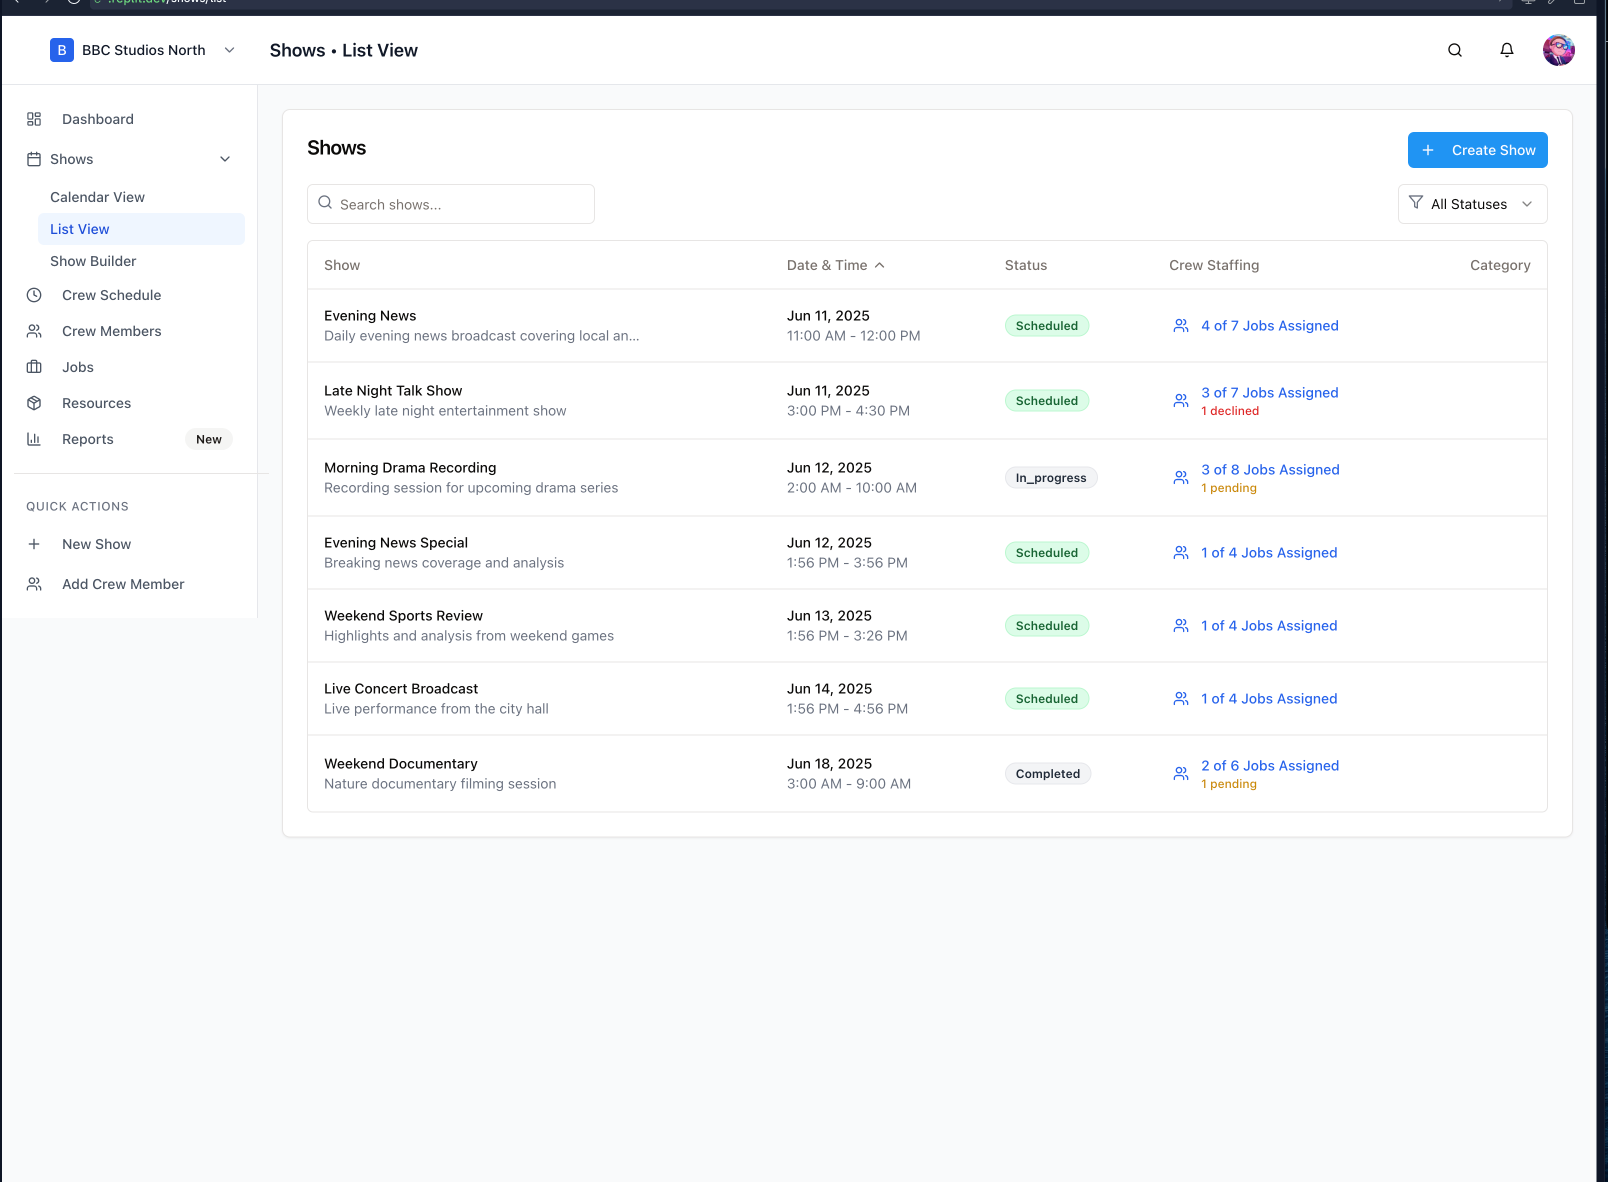 B BBC Studios North
Shows • List View
Dashboard
Shows
Calendar View
List View
Show Builder
Crew Schedule
Crew Members
Jobs
Resources
Reports New
QUICK ACTIONS
New Show
Add Crew Member
Shows
Create Show
Search shows...
All Statuses
Show Date & Time Status Crew Staffing Category
Evening News
Daily evening news broadcast covering local an...
Jun 11, 2025
11:00 AM - 12:00 PM
Scheduled
4 of 7 Jobs Assigned
Late Night Talk Show
Weekly late night entertainment show
Jun 11, 2025
3:00 PM - 4:30 PM
Scheduled
3 of 7 Jobs Assigned
1 declined
Morning Drama Recording
Recording session for upcoming drama series
Jun 12, 2025
2:00 AM - 10:00 AM
In_progress
3 of 8 Jobs Assigned
1 pending
Evening News Special
Breaking news coverage and analysis
Jun 12, 2025
1:56 PM - 3:56 PM
Scheduled
1 of 4 Jobs Assigned
Weekend Sports Review
Highlights and analysis from weekend games
Jun 13, 2025
1:56 PM - 3:26 PM
Scheduled
1 of 4 Jobs Assigned
Live Concert Broadcast
Live performance from the city hall
Jun 14, 2025
1:56 PM - 4:56 PM
Scheduled
1 of 4 Jobs Assigned
Weekend Documentary
Nature documentary filming session
Jun 18, 2025
3:00 AM - 9:00 AM
Completed
2 of 6 Jobs Assigned
1 pending